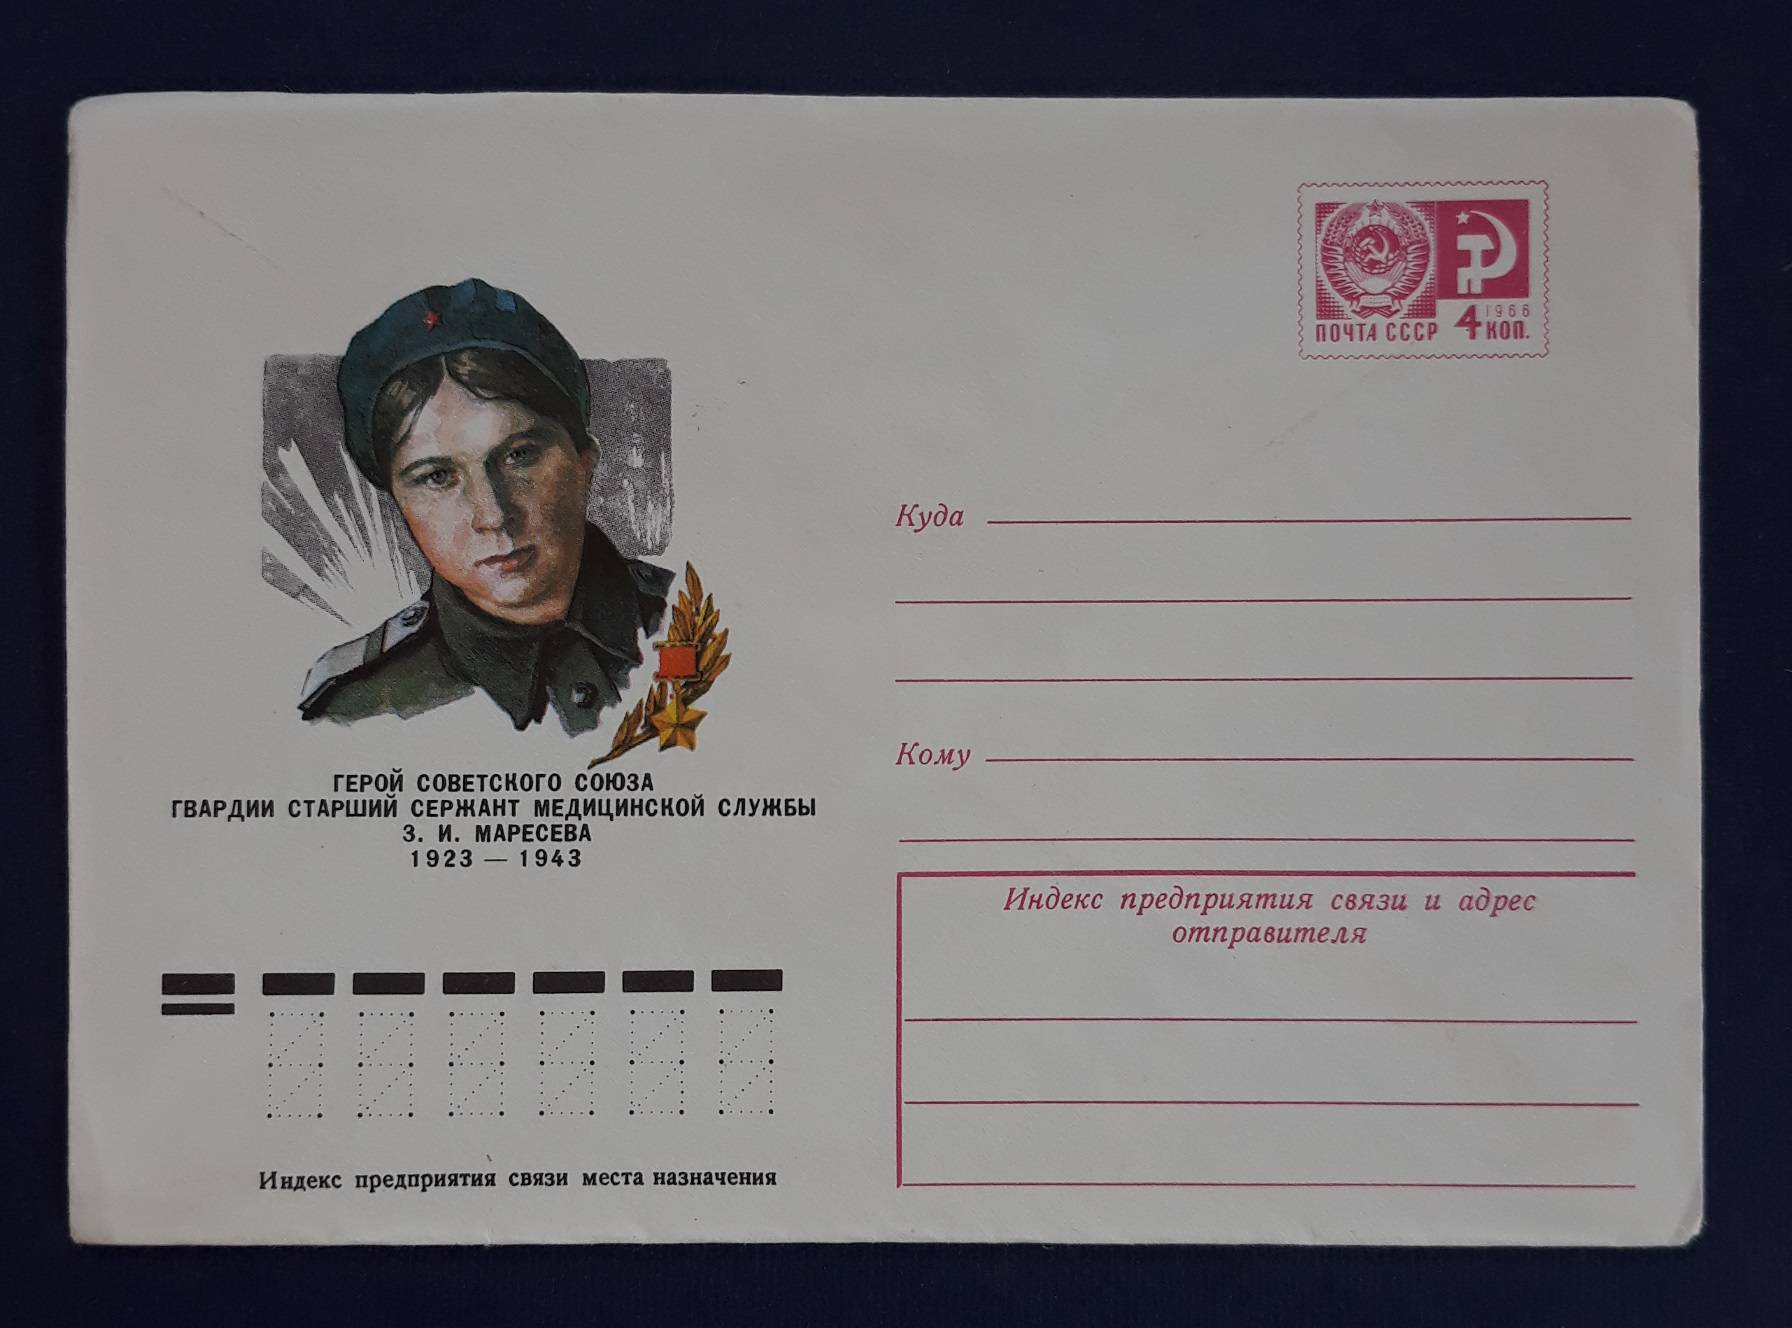 ПОЧТА СССР 4 1966 КОП.
ГЕРОЙ СОВЕТСКОГО СОЮЗА
ГВАРДИИ СТАРШИЙ СЕРЖАНТ МЕДИЦИНСКОЙ СЛУЖБЫ
З. И. МАРЕСЕВА
1923 — 1943
Куда
Кому
Индекс предприятия связи и адрес
отправителя
Индекс предприятия связи места назначения